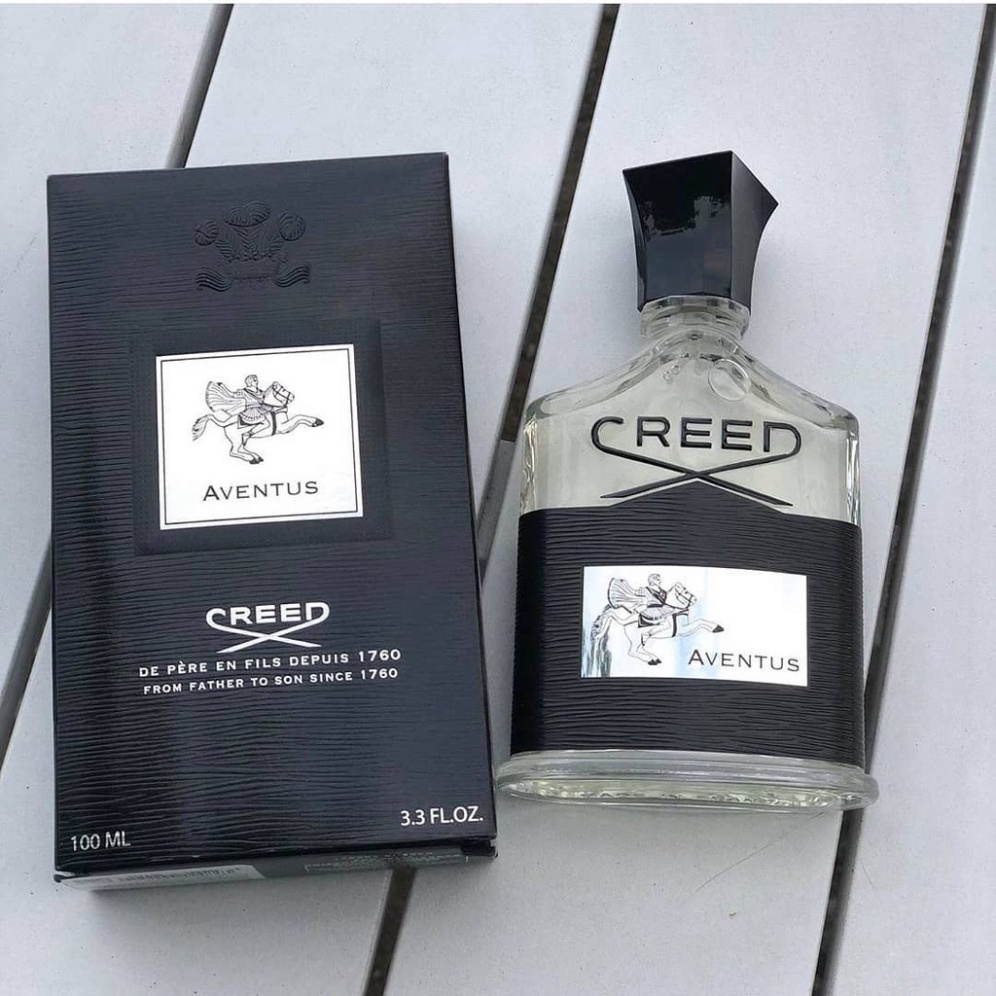 AVENTUS
CREED
DE PÈRE EN FILS DEPUIS 1760
FROM FATHER TO SON SINCE 1760
100 ML
3.3 FL.OZ.
CREED
AVENTUS